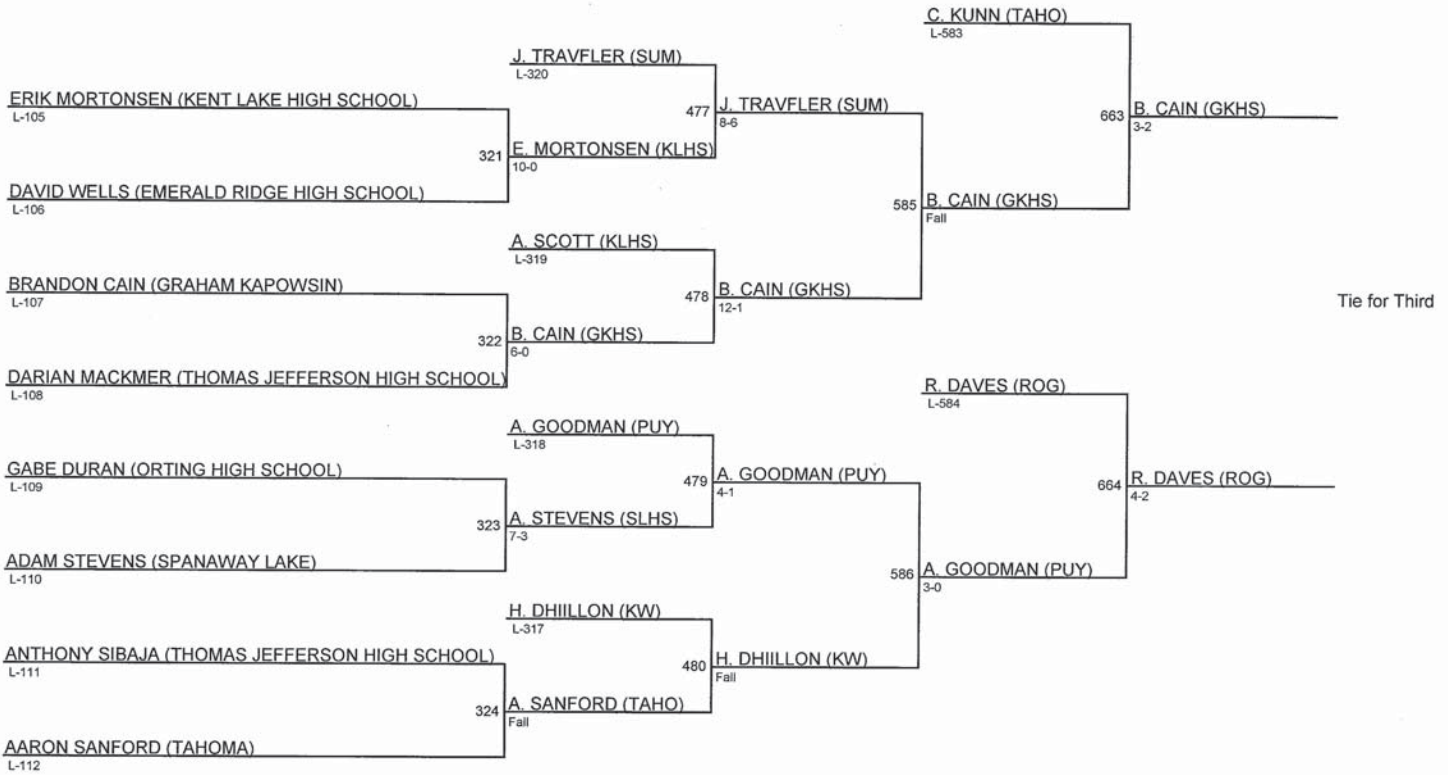 C. KUNN (TAHO)
L-583
J. TRAVFLER (SUM)
L-320
ERIK MORTONSEN (KENT LAKE HIGH SCHOOL)
L-105
477 J. TRAVFLER (SUM)
8-6
663 B. CAIN (GKHS)
3-2
321 E. MORTONSEN (KLHS)
10-0
DAVID WELLS (EMERALD RIDGE HIGH SCHOOL)
L-106
585 B. CAIN (GKHS)
Fall
A. SCOTT (KLHS)
L-319
BRANDON CAIN (GRAHAM KAPOWSIN)
L-107
478 B. CAIN (GKHS)
12-1
Tie for Third
322 B. CAIN (GKHS)
6-0
DARIAN MACKMER (THOMAS JEFFERSON HIGH SCHOOL)
L-108
R. DAVES (ROG)
L-584
A. GOODMAN (PUY)
L-318
GABE DURAN (ORTING HIGH SCHOOL)
L-109
479 A. GOODMAN (PUY)
4-1
664 R. DAVES (ROG)
4-2
323 A. STEVENS (SLHS)
7-3
ADAM STEVENS (SPANAWAY LAKE)
L-110
586 A. GOODMAN (PUY)
3-0
H. DHIILLON (KW)
L-317
ANTHONY SIBAJA (THOMAS JEFFERSON HIGH SCHOOL)
L-111
480 H. DHIILLON (KW)
Fall
324 A. SANFORD (TAHO)
Fall
AARON SANFORD (TAHOMA)
L-112